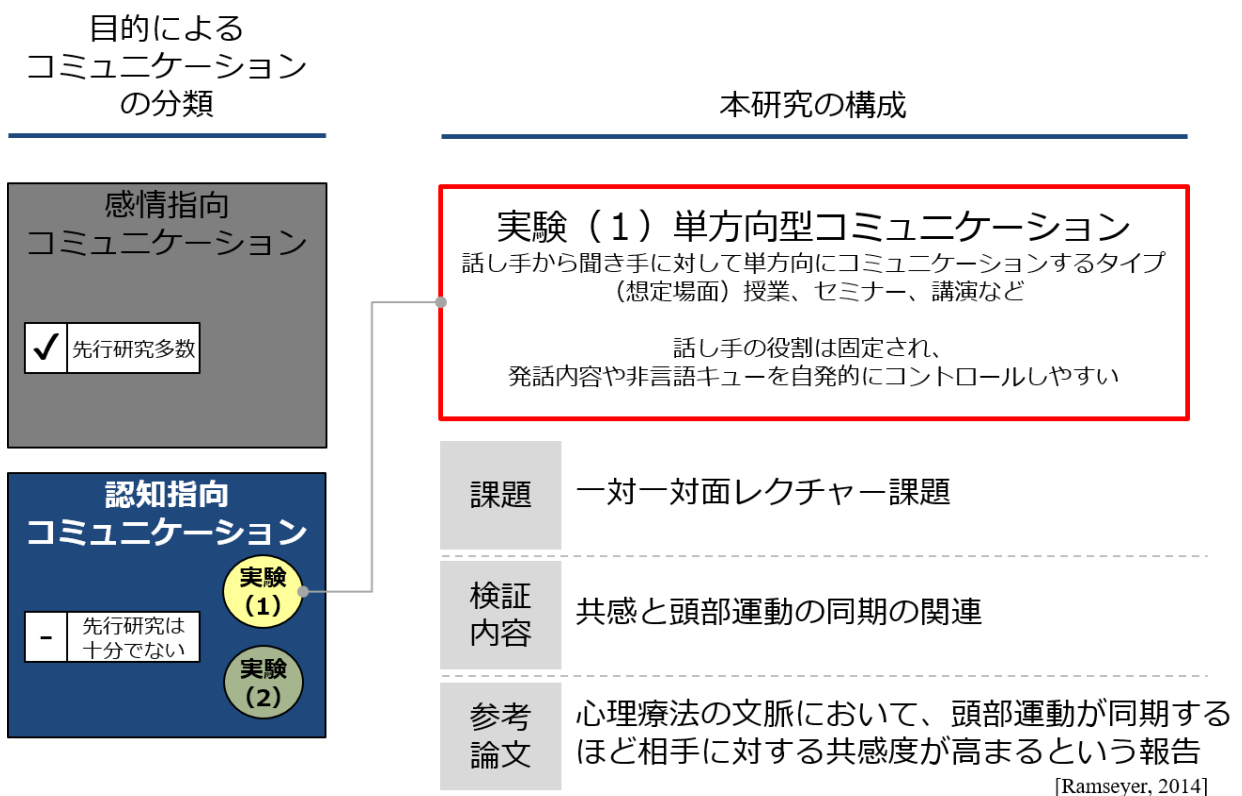 目的による
コミュニケーション
の分類
本研究の構成
感情指向
コミュニケーション
✓ 先行研究多数
認知指向
コミュニケーション
実験
(1)
- 先行研究は
十分でない
実験
(2)
実験（１）単方向型コミュニケーション
話し手から聞き手に対して単方向にコミュニケーションするタイプ
（想定場面）授業、セミナー、講演など
話し手の役割は固定され、
発話内容や非言語キューを自発的にコントロールしやすい
課題
一対一対面レクチャー課題
検証
内容
共感と頭部運動の同期の関連
参考
論文
心理療法の文脈において、頭部運動が同期する
ほど相手に対する共感度が高まるという報告
[Ramseyer, 2014]